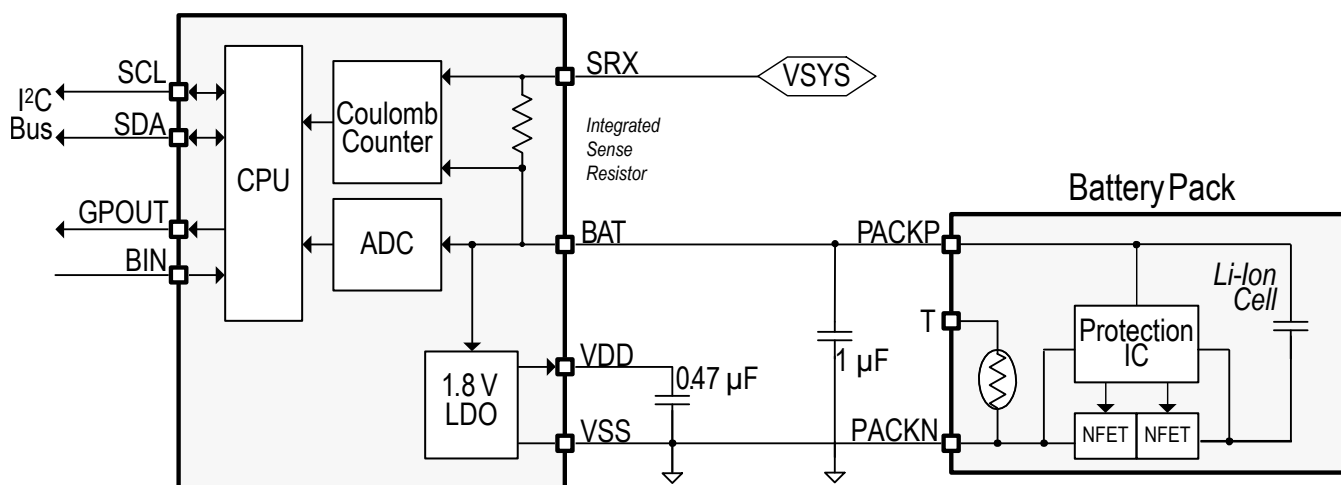 SCL
I²C
Bus
SDA
GPOUT
BIN
CPU
Coulomb
Counter
ADC
1.8 V
LDO
SRX
VSYS
Integrated
Sense
Resistor
BAT
VDD
0.47 µF
VSS
1 µF
Battery Pack
PACKP
T
PACKN
Li-Ion
Cell
Protection
IC
NFET
NFET